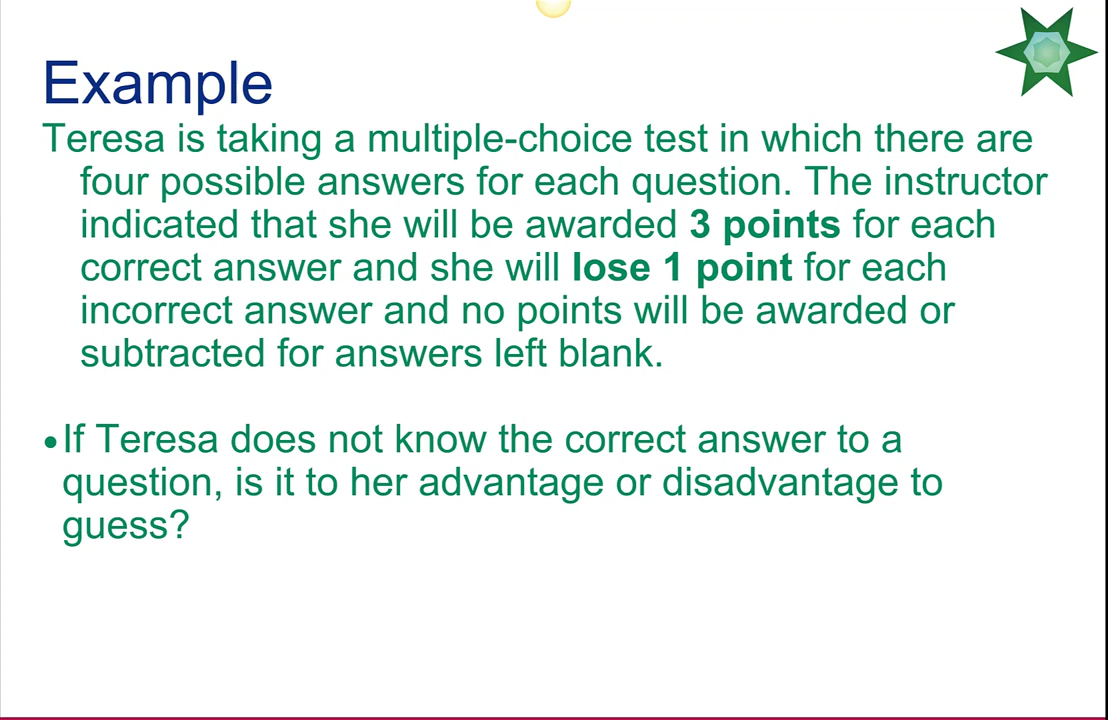 Example
Teresa is taking a multiple-choice test in which there are
four possible answers for each question. The instructor
indicated that she will be awarded 3 points for each
correct answer and she will lose 1 point for each
incorrect answer and no points will be awarded or
subtracted for answers left blank.
•If Teresa does not know the correct answer to a
question, is it to her advantage or disadvantage to
guess?